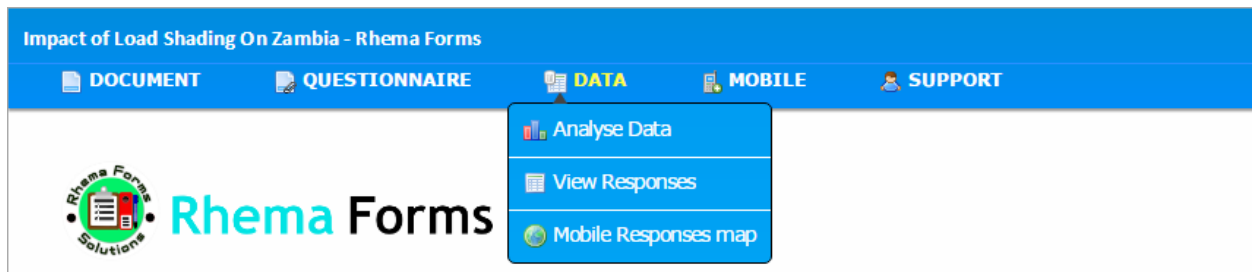 Impact of Load Shading On Zambia - Rhema Forms
DOCUMENT QUESTIONNAIRE DATA MOBILE SUPPORT
Analyse Data
View Responses
Mobile Responses map
Rhema Forms
Solutions
Rhema Forms